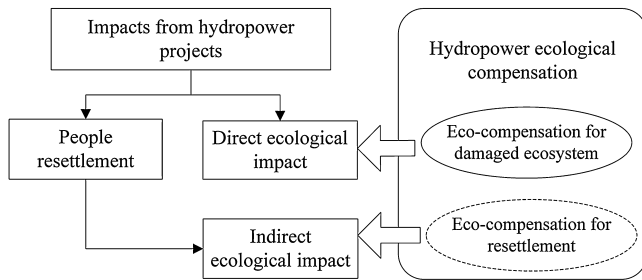 Impacts from hydropower
projects
People
resettlement
Direct ecological
impact
Indirect
ecological impact
Hydropower ecological
compensation
Eco-compensation for
damaged ecosystem
Eco-compensation for
resettlement